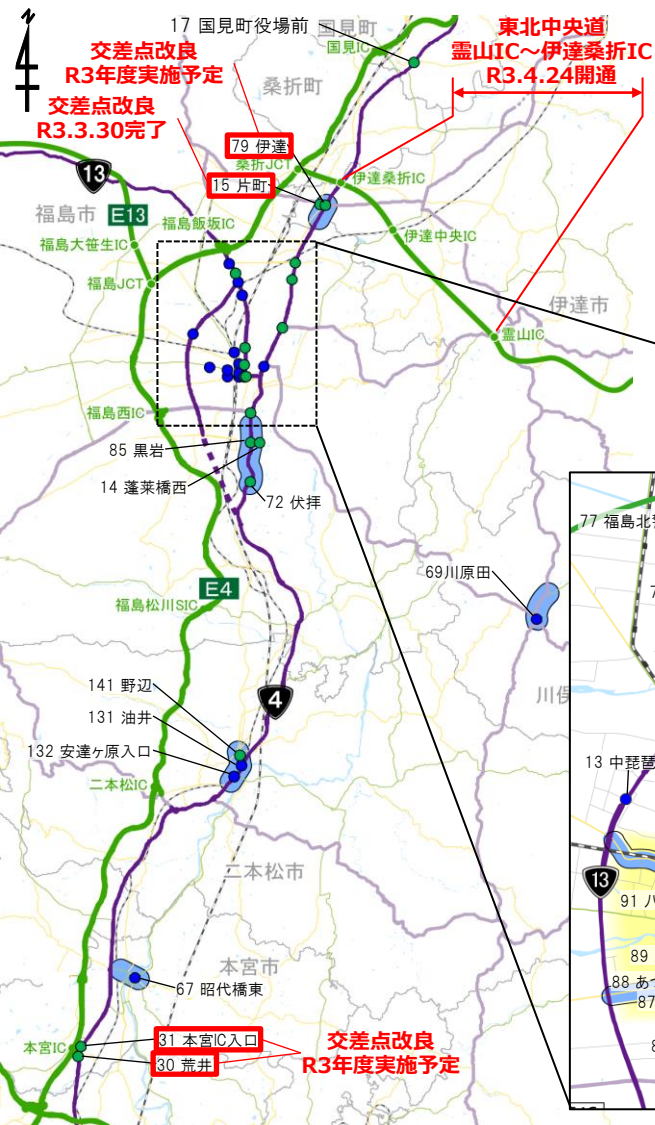 17 国見町役場前
国見町
国見IC
東北中央道
霊山IC～伊達桑折IC
R3.4.24開通
交差点改良
R3年度実施予定
桑折町
交差点改良
R3.3.30完了
79 伊達
桑折JCT
伊達桑折IC
15 片町
13
福島市
E13
福島飯坂IC
福島大笹生IC
伊達中央IC
福島JCT
伊達市
霊山IC
福島西IC
85 黒岩
14 蓬莱橋西
72 伏拝
77 福島北警
7
69川原田
E4
福島松川SIC
川俣
4
141 野辺
131 油井
132 安達ヶ原入口
二本松IC
13 中琵琶
13
二本松市
91 バ
89
88 あつ
87
8
本宮市
67 昭代橋東
本宮IC
31 本宮IC入口
30 荒井
交差点改良
R3年度実施予定